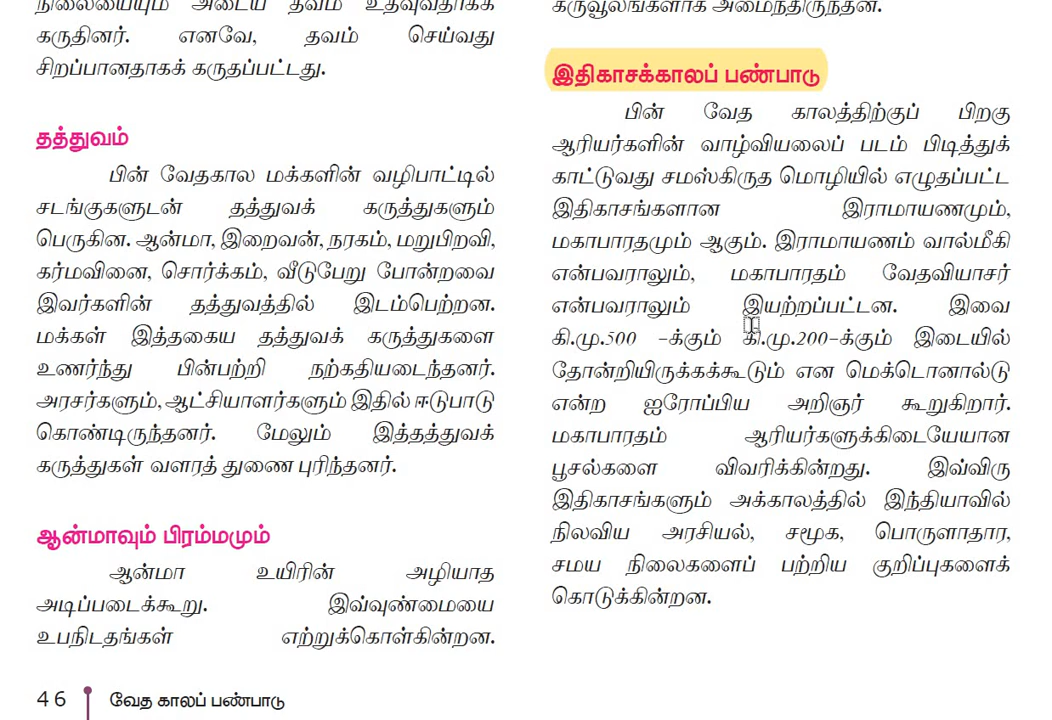 நிலையையும் அடைய தவம் உதவுவதாகக்
கருதினர். எனவே, தவம் செய்வது
சிறப்பானதாகக் கருதப்பட்டது.
தத்துவம்
பின் வேதகால மக்களின் வழிபாட்டில்
சடங்குகளுடன் தத்துவக் கருத்துகளும்
பெருகின. ஆன்மா, இறைவன், நரகம், மறுபிறவி,
கர்மவினை, சொர்க்கம், வீடுபேறு போன்றவை
இவர்களின் தத்துவத்தில் இடம்பெற்றன.
மக்கள் இத்தகைய தத்துவக் கருத்துகளை
உணர்ந்து பின்பற்றி நற்கதியடைந்தனர்.
அரசர்களும், ஆட்சியாளர்களும் இதில் ஈடுபாடு
கொண்டிருந்தனர். மேலும் இத்தத்துவக்
கருத்துகள் வளரத் துணை புரிந்தனர்.
ஆன்மாவும் பிரம்மமும்
ஆன்மா உயிரின் அழியாத
அடிப்படைக்கூறு. இவ்வுண்மையை
உபநிடதங்கள் எற்றுக்கொள்கின்றன.
கருவூலங்களாக அமைந்திருந்தன.
இதிகாசக்காலப் பண்பாடு
பின் வேத காலத்திற்குப் பிறகு
ஆரியர்களின் வாழ்வியலைப் படம் பிடித்துக்
காட்டுவது சமஸ்கிருத மொழியில் எழுதப்பட்ட
இதிகாசங்களான இராமாயணமும்,
மகாபாரதமும் ஆகும். இராமாயணம் வால்மீகி
என்பவராலும், மகாபாரதம் வேதவியாசர்
என்பவராலும் இயற்றப்பட்டன. இவை
கி.மு.500 -க்கும் கி.மு.200-க்கும் இடையில்
தோன்றியிருக்கக்கூடும் என மெக்டொனால்டு
என்ற ஐரோப்பிய அறிஞர் கூறுகிறார்.
மகாபாரதம் ஆரியர்களுக்கிடையேயான
பூசல்களை விவரிக்கின்றது. இவ்விரு
இதிகாசங்களும் அக்காலத்தில் இந்தியாவில்
நிலவிய அரசியல், சமூக, பொருளாதார,
சமய நிலைகளைப் பற்றிய குறிப்புகளைக்
கொடுக்கின்றன.
46 வேத காலப் பண்பாடு